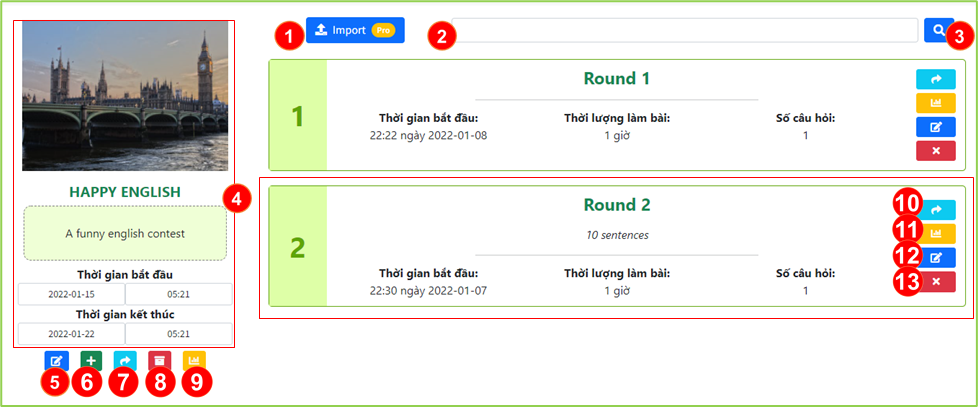 1 Import Pro 2 3
HAPPY ENGLISH
4
A funny english contest
Thời gian bắt đầu
2022-01-15 05:21
Thời gian kết thúc
2022-01-22 05:21
5 6 7 8 9
1
Round 1
Thời gian bắt đầu: Thời lượng làm bài: Số câu hỏi:
22:22 ngày 2022-01-08 1 giờ 1
2
Round 2
10 sentences
Thời gian bắt đầu: Thời lượng làm bài: Số câu hỏi:
22:30 ngày 2022-01-07 1 giờ 1
10
11
12
13